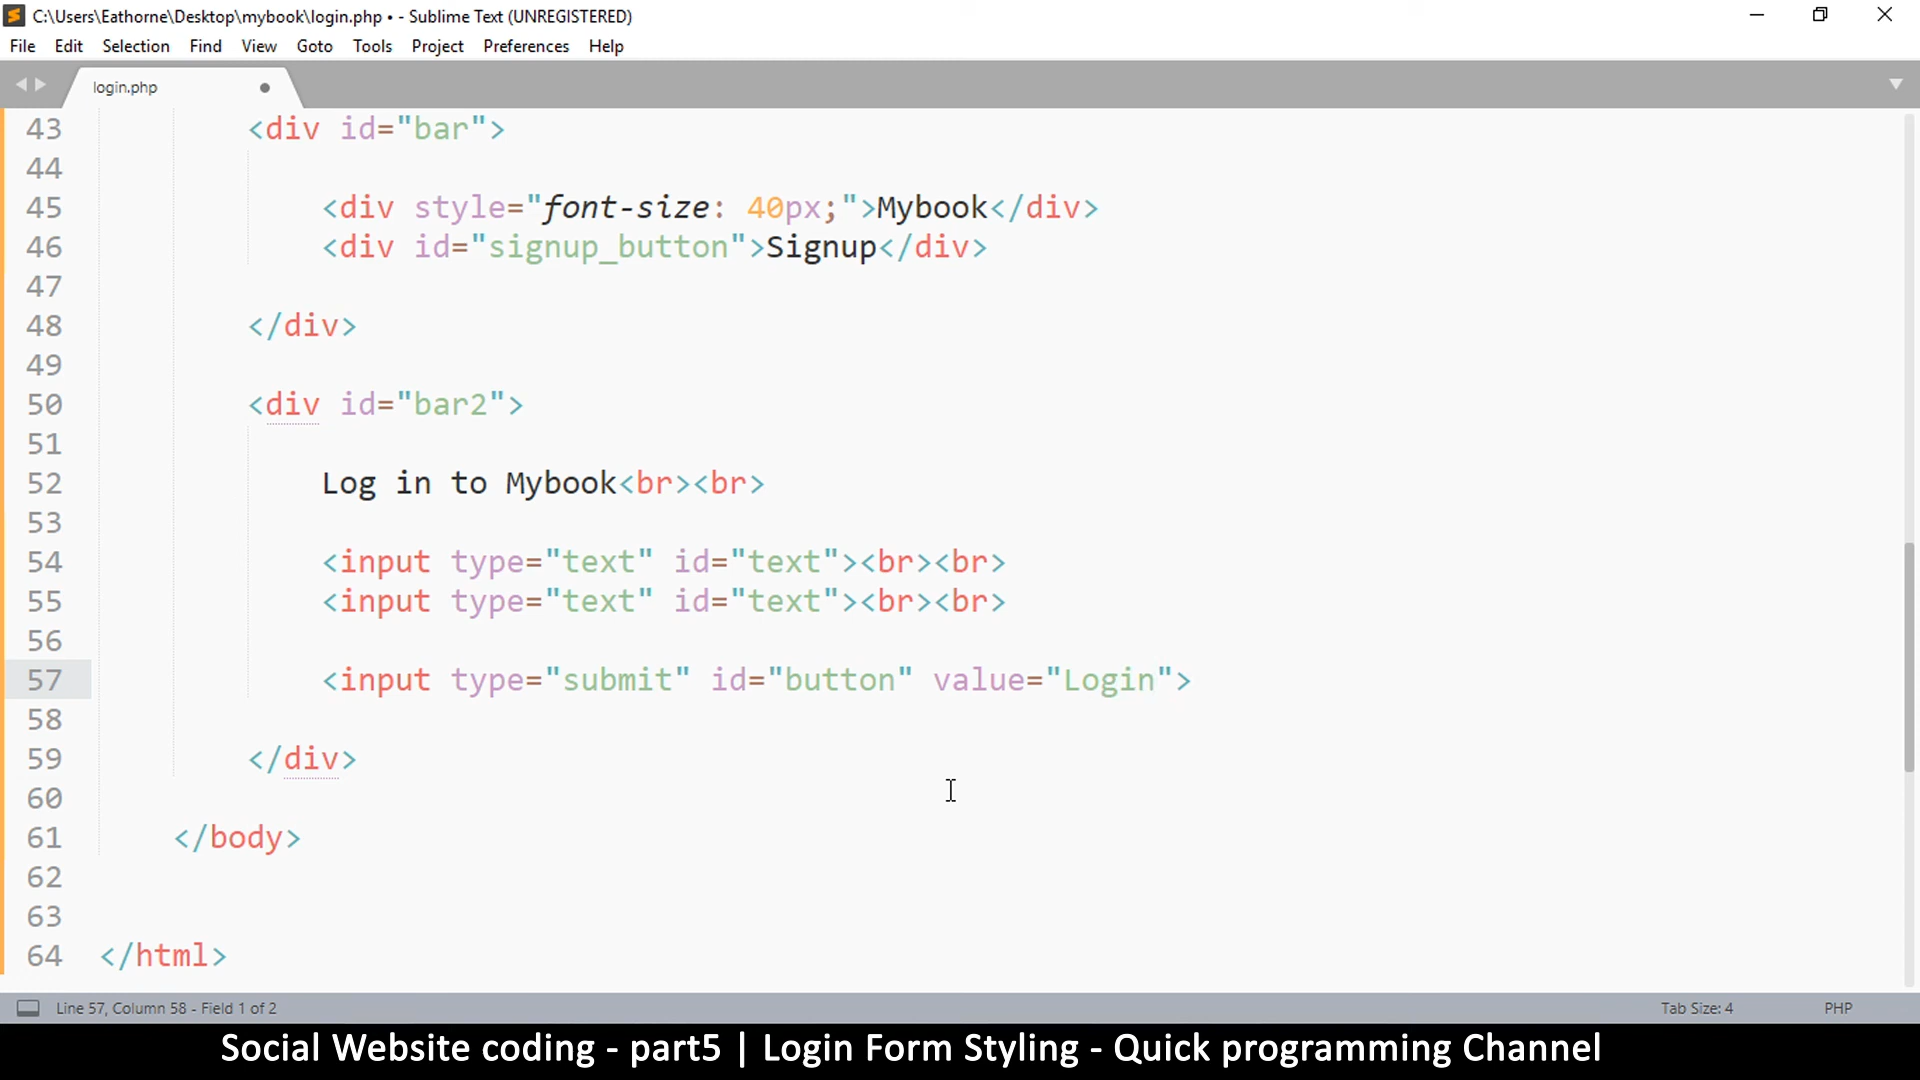 C:\Users\Eathorne\Desktop\mybook\login.php • - Sublime Text (UNREGISTERED)
File Edit Selection Find View Goto Tools Project Preferences Help
login.php
43 <div id="bar">
44
45 <div style="font-size: 40px;">Mybook</div>
46 <div id="signup_button">Signup</div>
47
48 </div>
49
50 <div id="bar2">
51
52 Log in to Mybook<br><br>
53
54 <input type="text" id="text"><br><br>
55 <input type="text" id="text"><br><br>
56
57 <input type="submit" id="button" value="Login">
58
59 </div>
60
61 </body>
62
63
64 </html>
Line 57, Column 58 - Field 1 of 2 Tab Size: 4 PHP
Social Website coding - part5 | Login Form Styling - Quick programming Channel